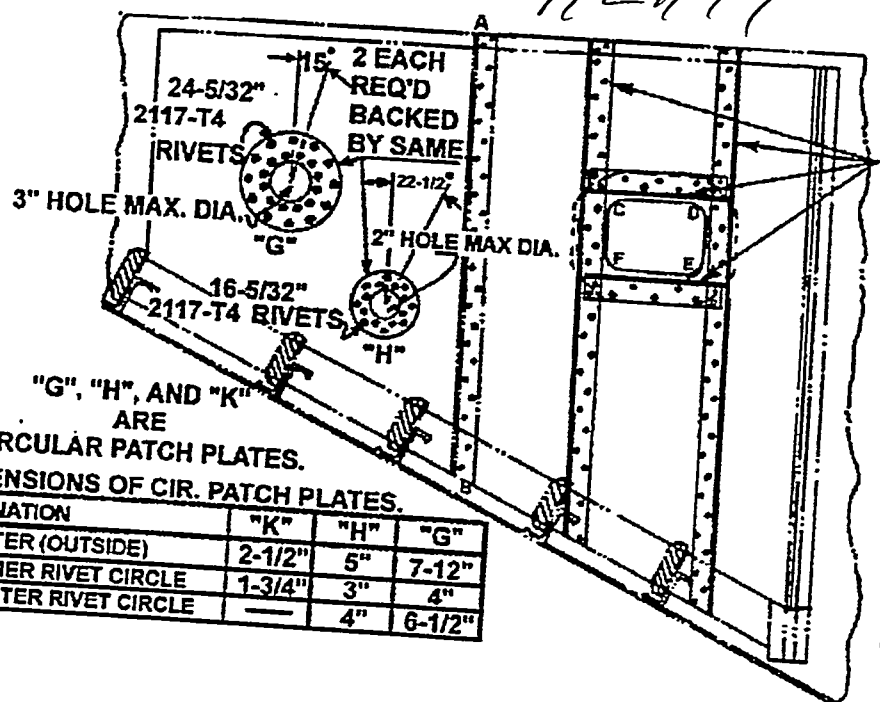 A
15°
2 EACH
REQ'D
BACKED
BY SAME
24-5/32"
2117-T4
RIVETS
22-1/2°
3" HOLE MAX. DIA.
"G"
2" HOLE MAX DIA.
C
D
F
E
16-5/32"
2117-T4 RIVETS
"H"
"G", "H", AND "K"
ARE
RCULAR PATCH PLATES.
ENSIONS OF CIR. PATCH PLATES.
B
NATION "K" "H" "G"
TER (OUTSIDE) 2-1/2" 5" 7-12"
NER RIVET CIRCLE 1-3/4" 3" 4"
TER RIVET CIRCLE — 4" 6-1/2"